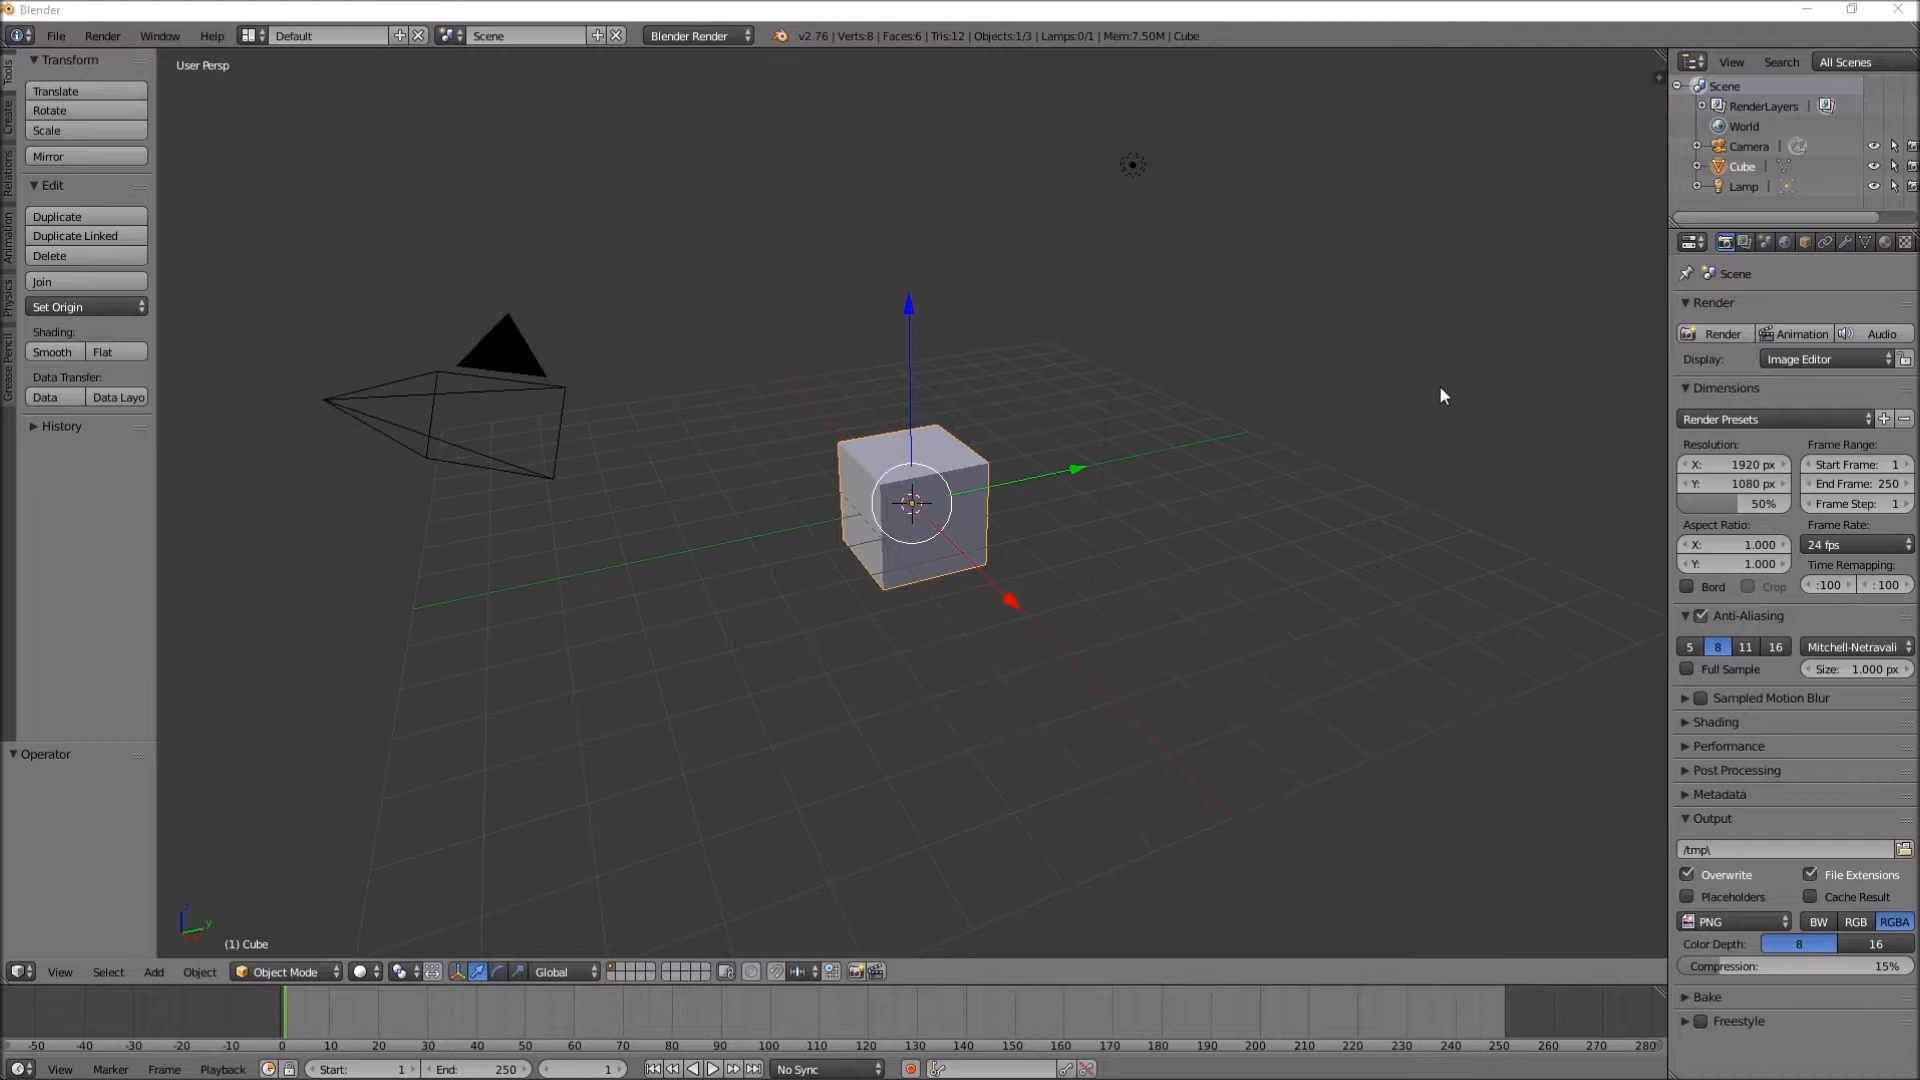 Blender
File Render Window Help Default Scene Blender Render v2.76 | Verts:8 | Faces:6 | Tris:12 | Objects:1/3 | Lamps:0/1 | Mem:7.50M | Cube
Tools
Create
Relations
Animation
Physics
Grease Pencil
Transform
Translate
Rotate
Scale
Mirror
Edit
Duplicate
Duplicate Linked
Delete
Join
Set Origin
Shading:
Smooth Flat
Data Transfer:
Data Data Layo
History
Operator
User Persp
z
y
(1) Cube
View Select Add Object Object Mode Global
-50 -40 -30 -20 -10 0 10 20 30 40 50 60 70 80 90 100 110 120 130 140 150 160 170 180 190 200 210 220 230 240 250 260 270 280
View Marker Frame Playback Start: 1 End: 250 1 No Sync
View Search All Scenes
Scene
RenderLayers |
World
Camera |
Cube |
Lamp |
Scene
Render
Render Animation Audio
Display: Image Editor
Dimensions
Render Presets
Resolution: Frame Range:
X: 1920 px Start Frame: 1
Y: 1080 px End Frame: 250
50% Frame Step: 1
Aspect Ratio: Frame Rate:
X: 1.000 24 fps
Y: 1.000 Time Remapping:
Bord Crop :100 : 100
Anti-Aliasing
5 8 11 16 Mitchell-Netravali
Full Sample Size: 1.000 px
Sampled Motion Blur
Shading
Performance
Post Processing
Metadata
Output
/tmp\
Overwrite File Extensions
Placeholders Cache Result
PNG BW RGB RGBA
Color Depth: 8 16
Compression: 15%
Bake
Freestyle